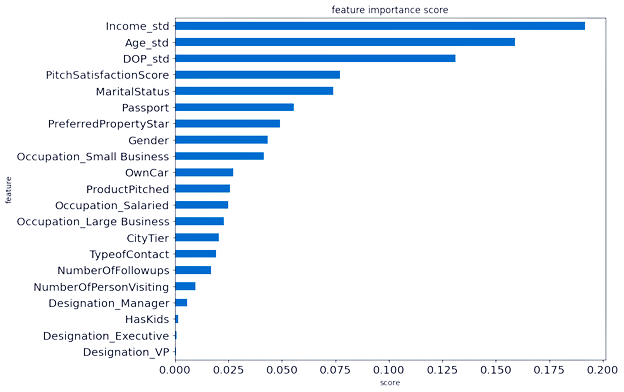 feature importance score
Income_std
Age_std
DOP_std
PitchSatisfactionScore
MaritalStatus
Passport
PreferredPropertyStar
Gender
Occupation_Small Business
OwnCar
ProductPitched
Occupation_Salaried
Occupation_Large Business
CityTier
TypeofContact
NumberOfFollowups
NumberOfPersonVisiting
Designation_Manager
HasKids
Designation_Executive
Designation_VP
feature
0.000 0.025 0.050 0.075 0.100 0.125 0.150 0.175 0.200
score